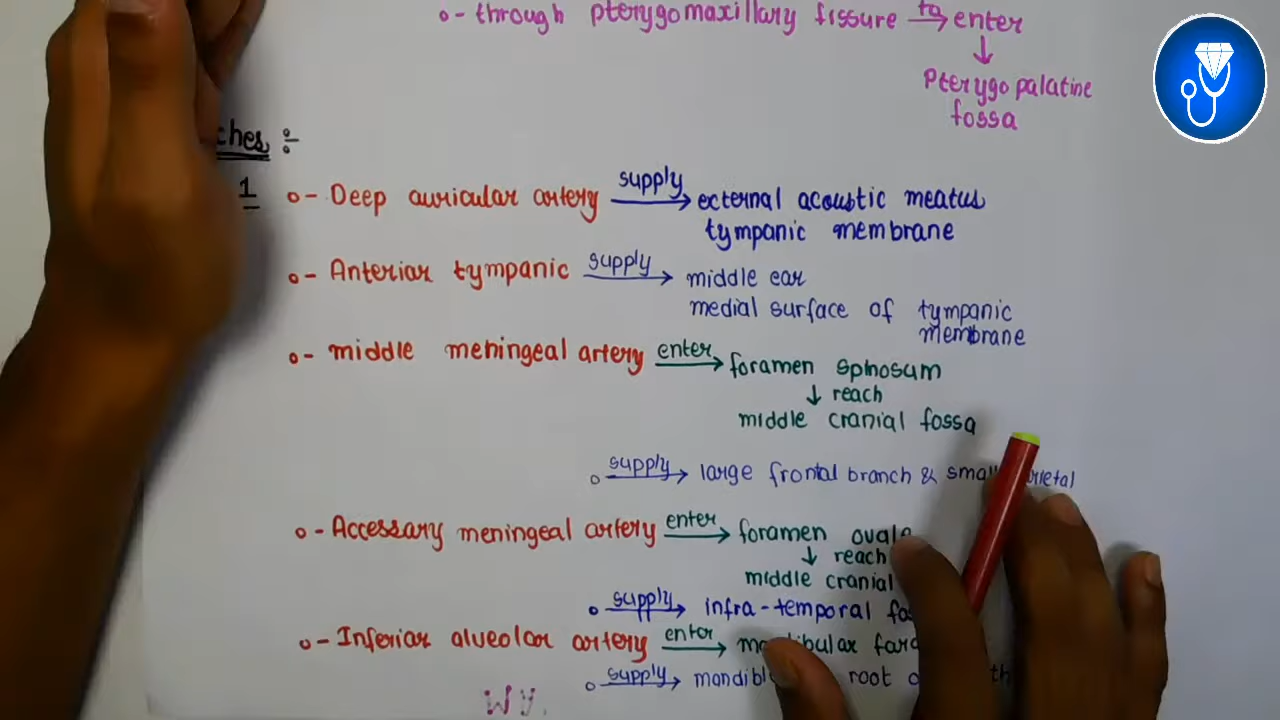 o- through pterygomaxillary fissure to → enter
↓
Pterygo palatine
fossa
ches :-
1
o- Deep auricular artery supply → external acoustic meatus
tympanic membrane
o- Anterior tympanic supply → middle ear
medial surface of tympanic
membrane
o- middle meningeal artery enter → foramen spinosum
↓ reach
middle cranial fossa
o supply → large frontal branch & small
o- Accessary meningeal artery enter → foramen ovale
↓ reach
middle cranial
o supply → infra-temporal
o- Inferior alveolar artery enter → mandibular
o supply → root